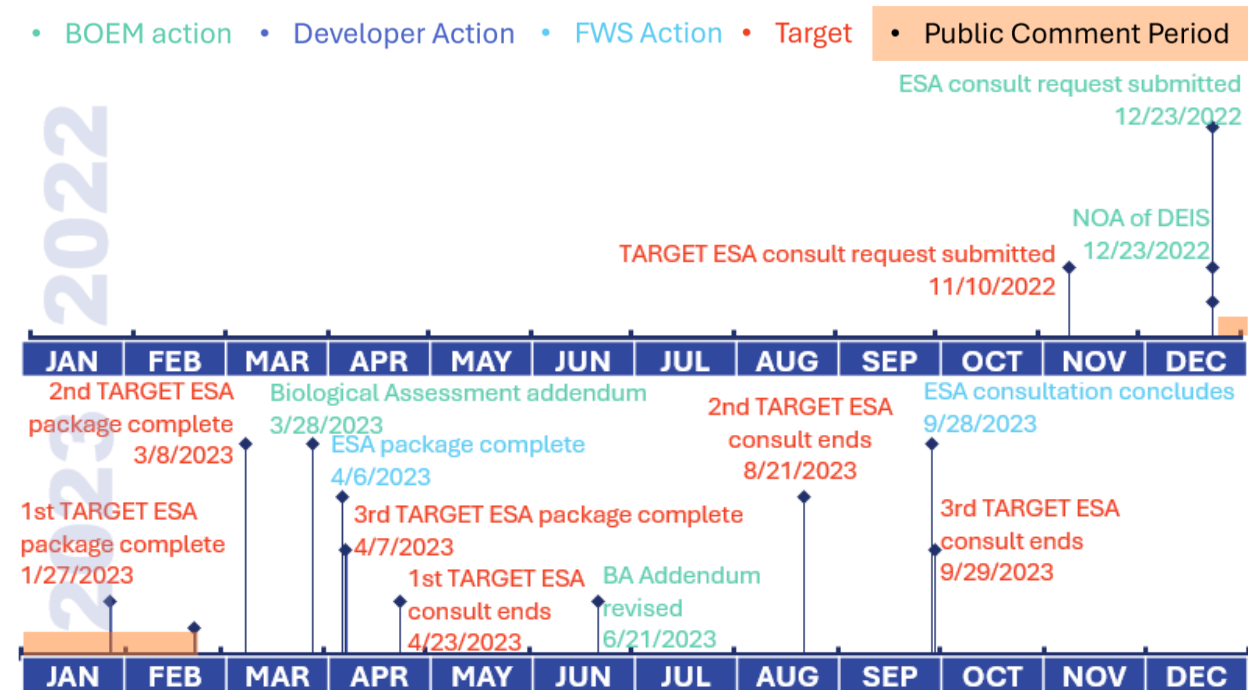 • BOEM action • Developer Action • FWS Action • Target • Public Comment Period
2022
ESA consult request submitted
12/23/2022
NOA of DEIS
12/23/2022
TARGET ESA consult request submitted
11/10/2022
JAN FEB MAR APR MAY JUN JUL AUG SEP OCT NOV DEC
2023
2nd TARGET ESA
package complete
3/8/2023
Biological Assessment addendum
3/28/2023
ESA package complete
4/6/2023
2nd TARGET ESA
consult ends
8/21/2023
ESA consultation concludes
9/28/2023
1st TARGET ESA
package complete
1/27/2023
3rd TARGET ESA package complete
4/7/2023
1st TARGET ESA
consult ends
4/23/2023
BA Addendum
revised
6/21/2023
3rd TARGET ESA
consult ends
9/29/2023
JAN FEB MAR APR MAY JUN JUL AUG SEP OCT NOV DEC